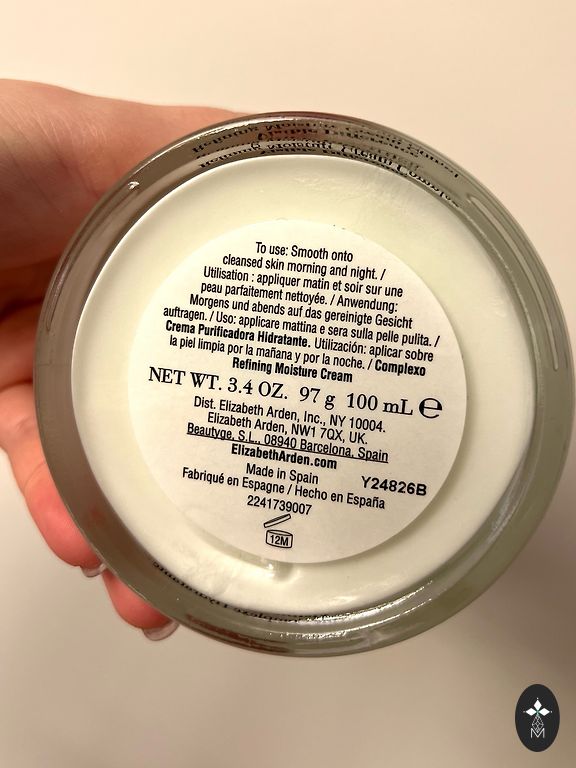 To use: Smooth onto
cleansed skin morning and night. /
Utilisation : appliquer matin et soir sur une
peau parfaitement nettoyée. / Anwendung:
Morgens und abends auf das gereinigte Gesicht
auftragen. / Uso: applicare mattina e sera sulla pelle pulita. /
Crema Purificadora Hidratante. Utilización: aplicar sobre
la piel limpia por la mañana y por la noche. / Complexo
Refining Moisture Cream
NET WT. 3.4 OZ. 97 g 100 mL ℮
Dist. Elizabeth Arden, Inc., NY 10004.
Elizabeth Arden, NW1 7QX, UK.
Beautyge, S.L., 08940 Barcelona, Spain
ElizabethArden.com
Made in Spain
Y24826B
Fabriqué en Espagne / Hecho en España
2241739007
12M
M